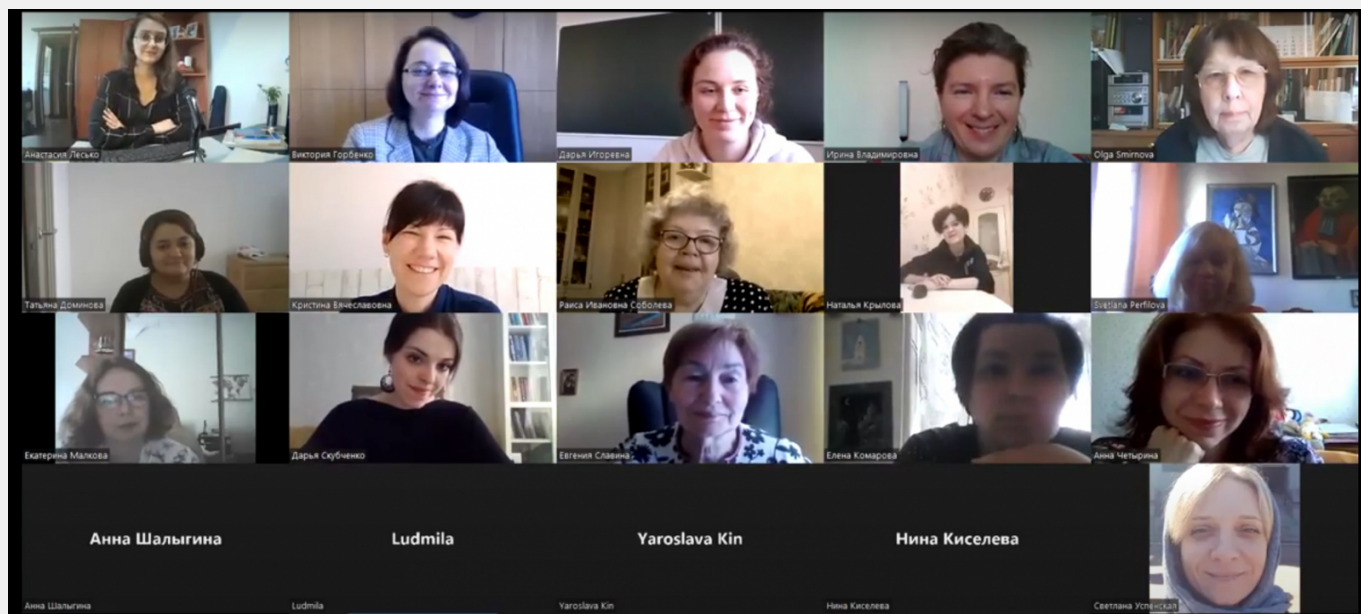 Анастасия Лесько
Виктория Горбенко
Дарья Игоревна
Ирина Владимировна
Olga Smirnova
Татьяна Доминова
Кристина Вячеславовна
Раиса Ивановна Соболева
Наталья Крылова
Svetlana Perfilova
Екатерина Малкова
Дарья Скубченко
Евгения Славина
Елена Комарова
Анна Четырина
Анна Шалыгина
Ludmila
Yaroslava Kin
Нина Киселева
Анна Шалыгина
Ludmila
Yaroslava Kin
Нина Киселева
Светлана Успенская